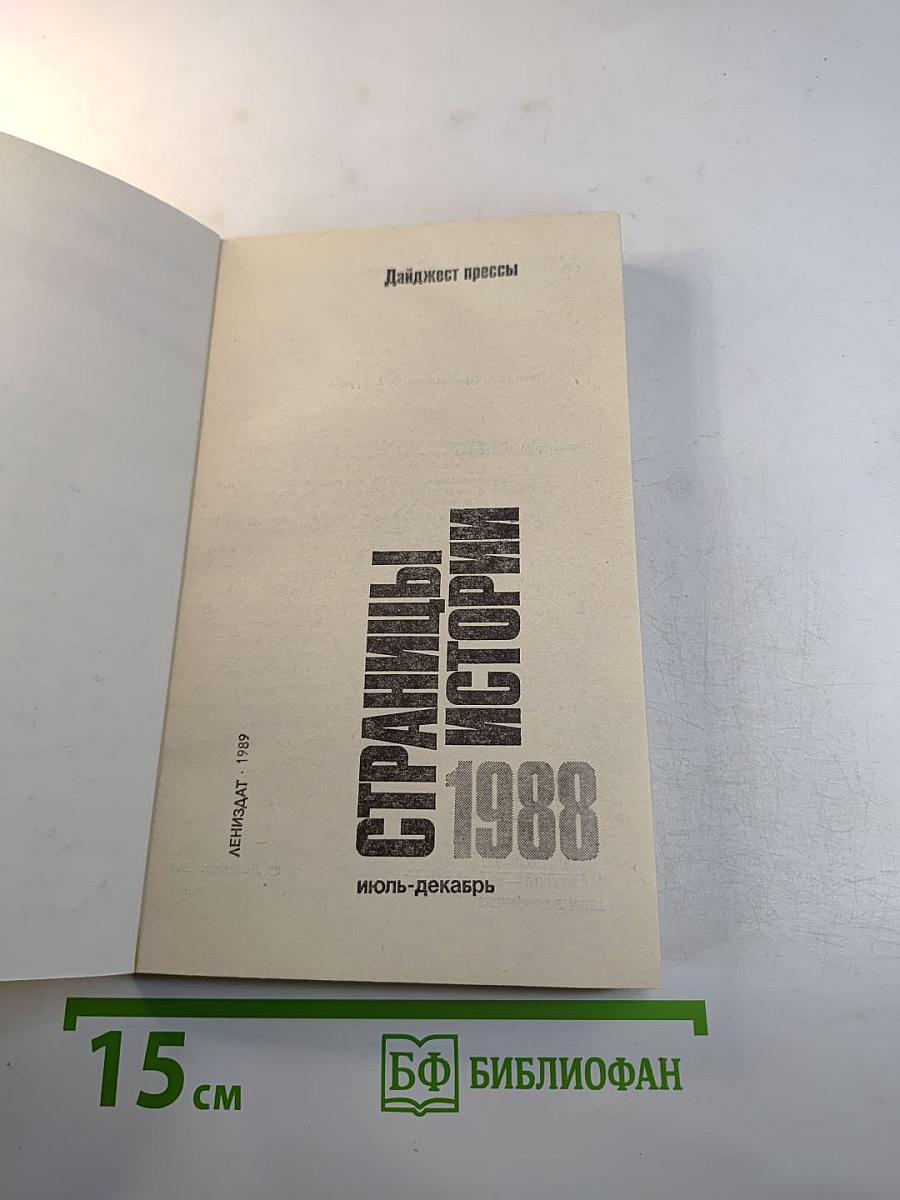 Дайджест прессы
СТРАНИЦЫ
ИСТОРИИ
1988
июль-декабрь
ЛЕНИЗДАТ · 1989
15 см
БФ БИБЛИОФАН